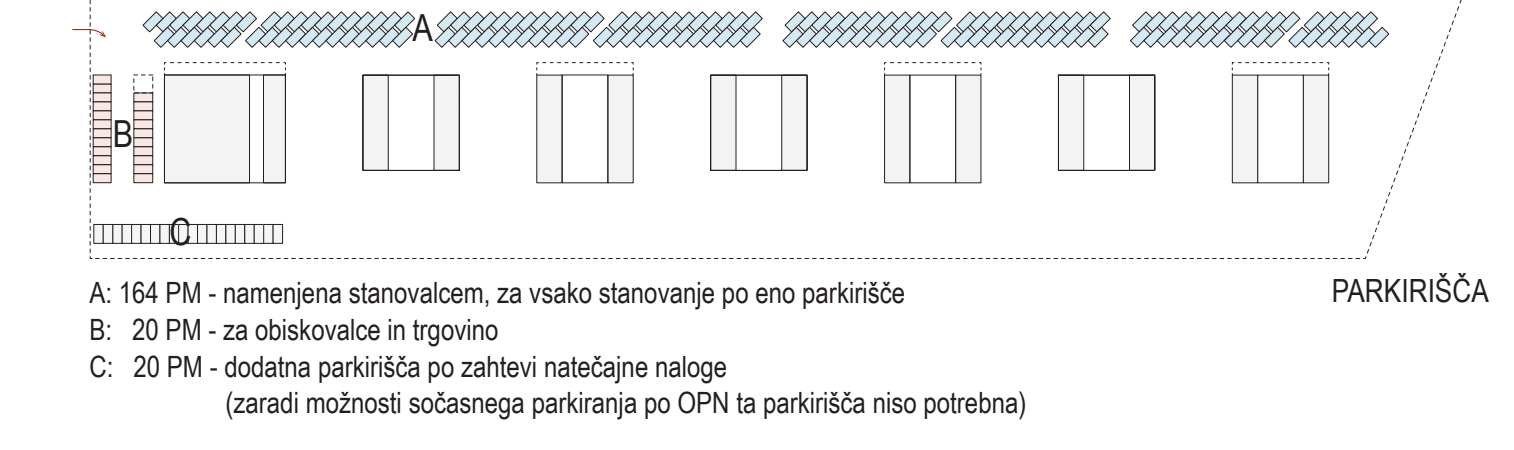 A
B
C
A: 164 PM - namenjena stanovalcem, za vsako stanovanje po eno parkirišče
PARKIRIŠČA
B: 20 PM - za obiskovalce in trgovino
C: 20 PM - dodatna parkirišča po zahtevi natečajne naloge
(zaradi možnosti sočasnega parkiranja po OPN ta parkirišča niso potrebna)